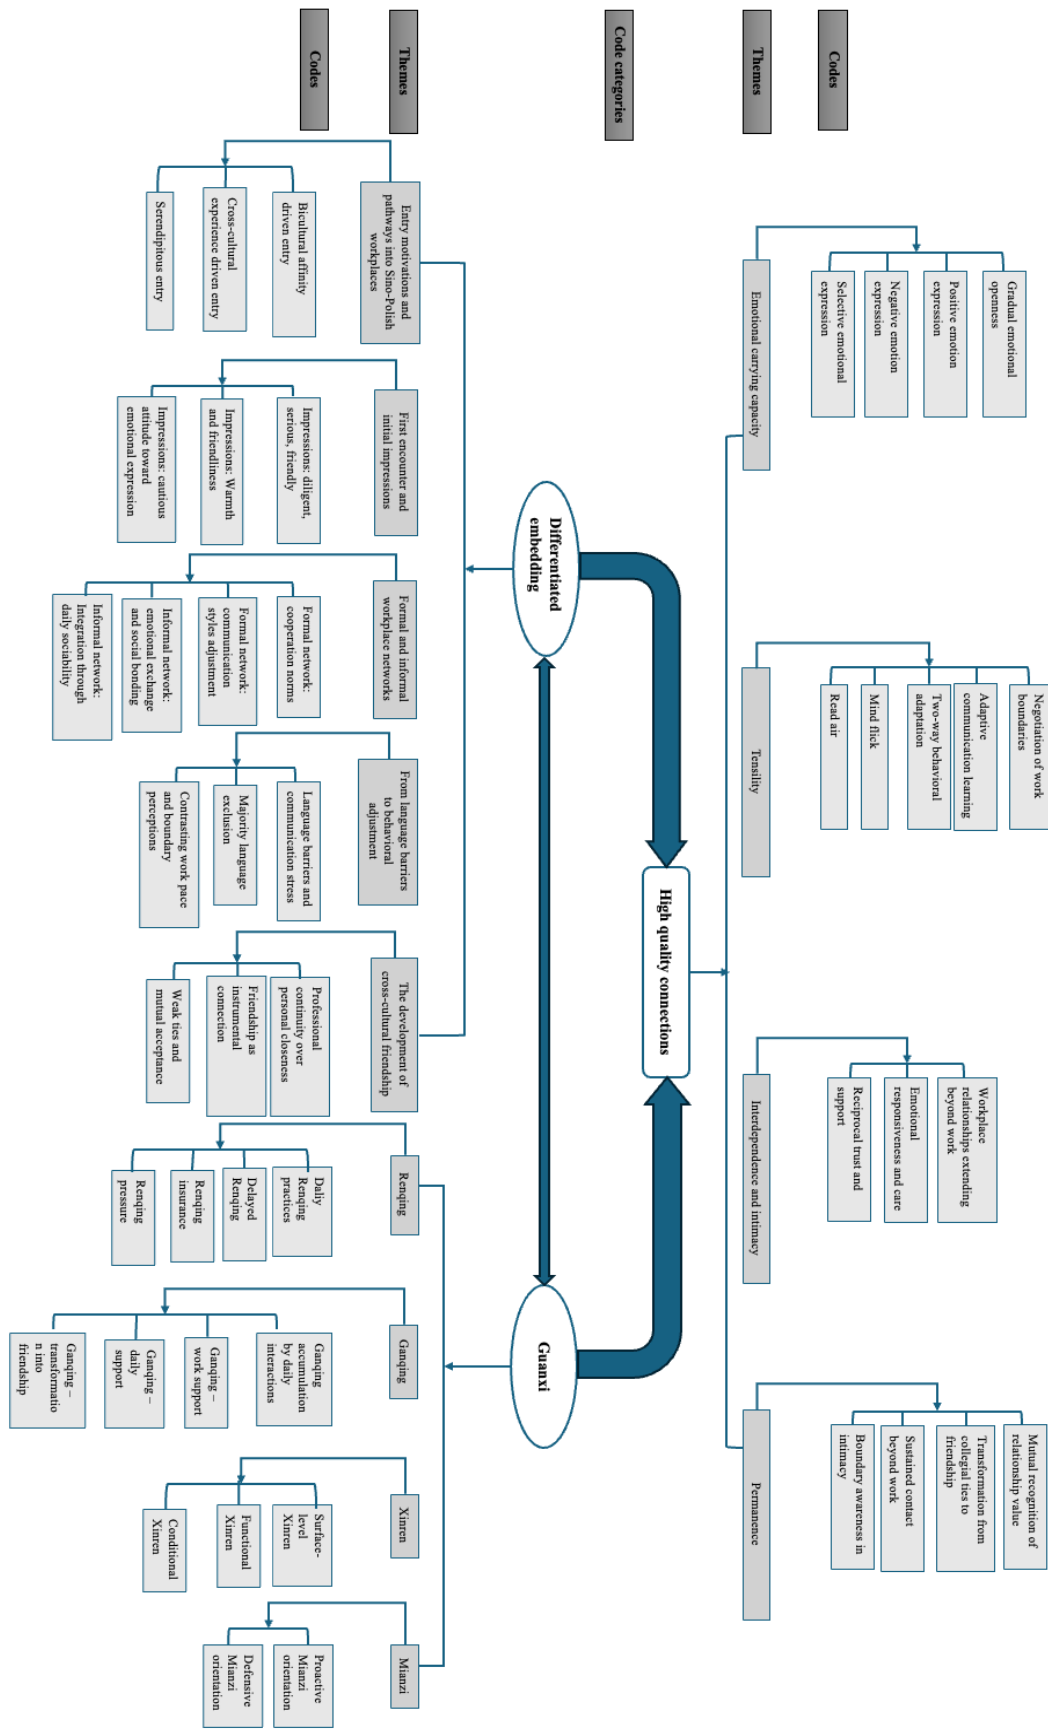 Codes
Gradual emotional
openness
Positive emotion
expression
Negative emotion
expression
Selective emotional
expression
Negotiation of work
boundaries
Adaptive
communication learning
Two-way behavioral
adaptation
Mind flick
Read air
Workplace
relationships extending
beyond work
Emotional
responsiveness and care
Reciprocal trust and
support
Mutual recognition of
relationship value
Transformation from
collegial ties to
friendship
Sustained contact
beyond work
Boundary awareness in
intimacy
Themes
Emotional carrying capacity
Tensility
Interdependence and intimacy
Permanence
Code categories
High quality connections
Differentiated
embedding
Guanxi
Themes
Entry motivations and
pathways into Sino-Polish
workplaces
First encounter and
initial impressions
Formal and informal
workplace networks
From language barriers
to behavioral
adjustment
The development of
cross-cultural friendship
Renqing
Ganqing
Xinren
Mianzi
Codes
Bicultural affinity
driven entry
Cross-cultural
experience driven entry
Serendipitous entry
Impressions: diligent,
serious, friendly
Impressions: Warmth
and friendliness
Impressions: cautious
attitude toward
emotional expression
Formal network:
cooperation norms
Formal network:
communication
styles adjustment
Informal network:
emotional exchange
and social bonding
Informal network:
Integration through
daily sociability
Language barriers and
communication stress
Majority language
exclusion
Contrasting work pace
and boundary
perceptions
Professional
continuity over
personal closeness
Friendship as
instrumental
connection
Weak ties and
mutual acceptance
Daliy
Renqing
practices
Delayed
Renqing
Renqing
insurance
Renqing
pressure
Ganqing
accumulation
by daily
interactions
Ganqing –
work support
Ganqing –
daily
support
Ganqing –
transformatio
n into
friendship
Surface-
level
Xinren
Functional
Xinren
Conditional
Xinren
Proactive
Mianzi
orientation
Defensive
Mianzi
orientation